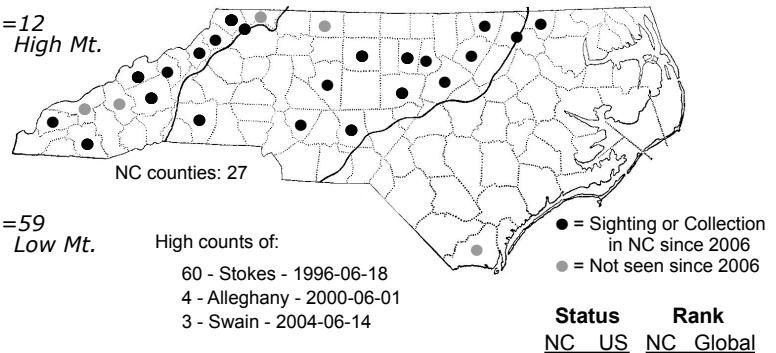 =12
High Mt.
NC counties: 27
=59
Low Mt.
High counts of:
60 - Stokes - 1996-06-18
4 - Alleghany - 2000-06-01
3 - Swain - 2004-06-14
● = Sighting or Collection
in NC since 2006
● = Not seen since 2006
Status Rank
NC US NC Global